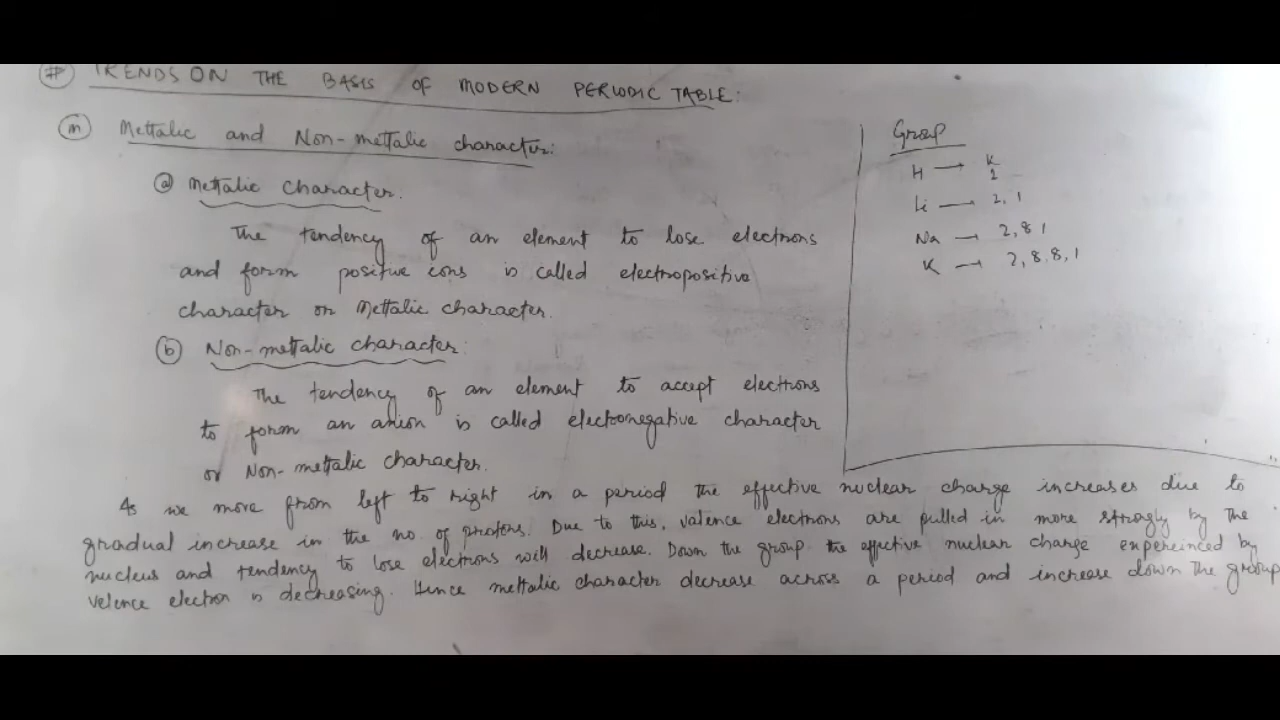 # TRENDS ON THE BASIS OF MODERN PERIODIC TABLE:
m Mettalic and Non-mettalic character:
a Mettalic character.
The tendency of an element to lose electrons
and form positive ions is called electropositive
character or Mettalic character.
b Non-mettalic character:
The tendency of an element to accept electrons
to form an anion is called electronegative character
or Non-mettalic character.
Group
H → K
1
Li — 2, 1
Na → 2, 8 1
K → 2, 8, 8, 1
As we move from left to right in a period the effective nuclear charge increases due to
gradual increase in the no. of protons. Due to this, valence electrons are pulled in more strongly by the
nucleus and tendency to lose electrons will decrease. Down the group the effective nuclear charge expereinced by
velence electron is decreasing. Hence mettalic character decrease across a period and increase down the group